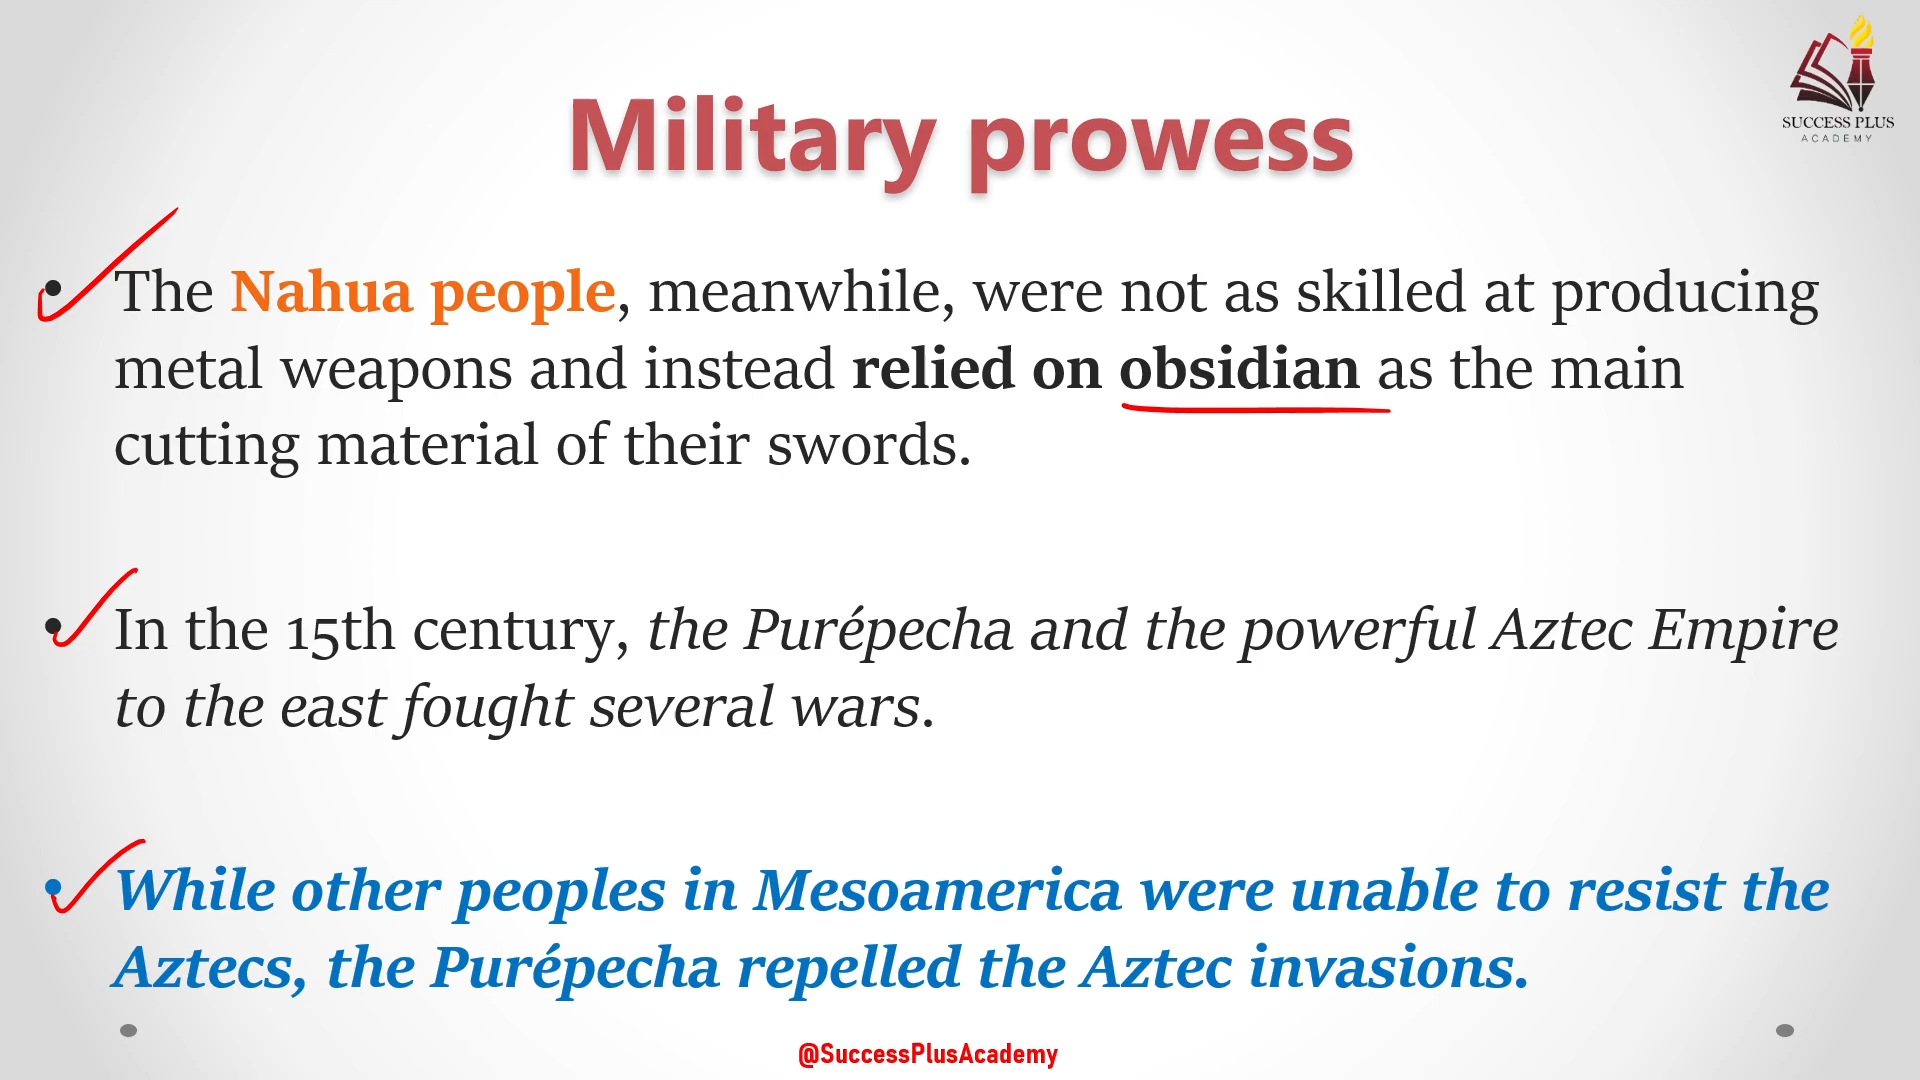 SUCCESS PLUS
ACADEMY
Military prowess
• The Nahua people, meanwhile, were not as skilled at producing
metal weapons and instead relied on obsidian as the main
cutting material of their swords.
• In the 15th century, the Purépecha and the powerful Aztec Empire
to the east fought several wars.
• While other peoples in Mesoamerica were unable to resist the
Aztecs, the Purépecha repelled the Aztec invasions.
@SuccessPlusAcademy